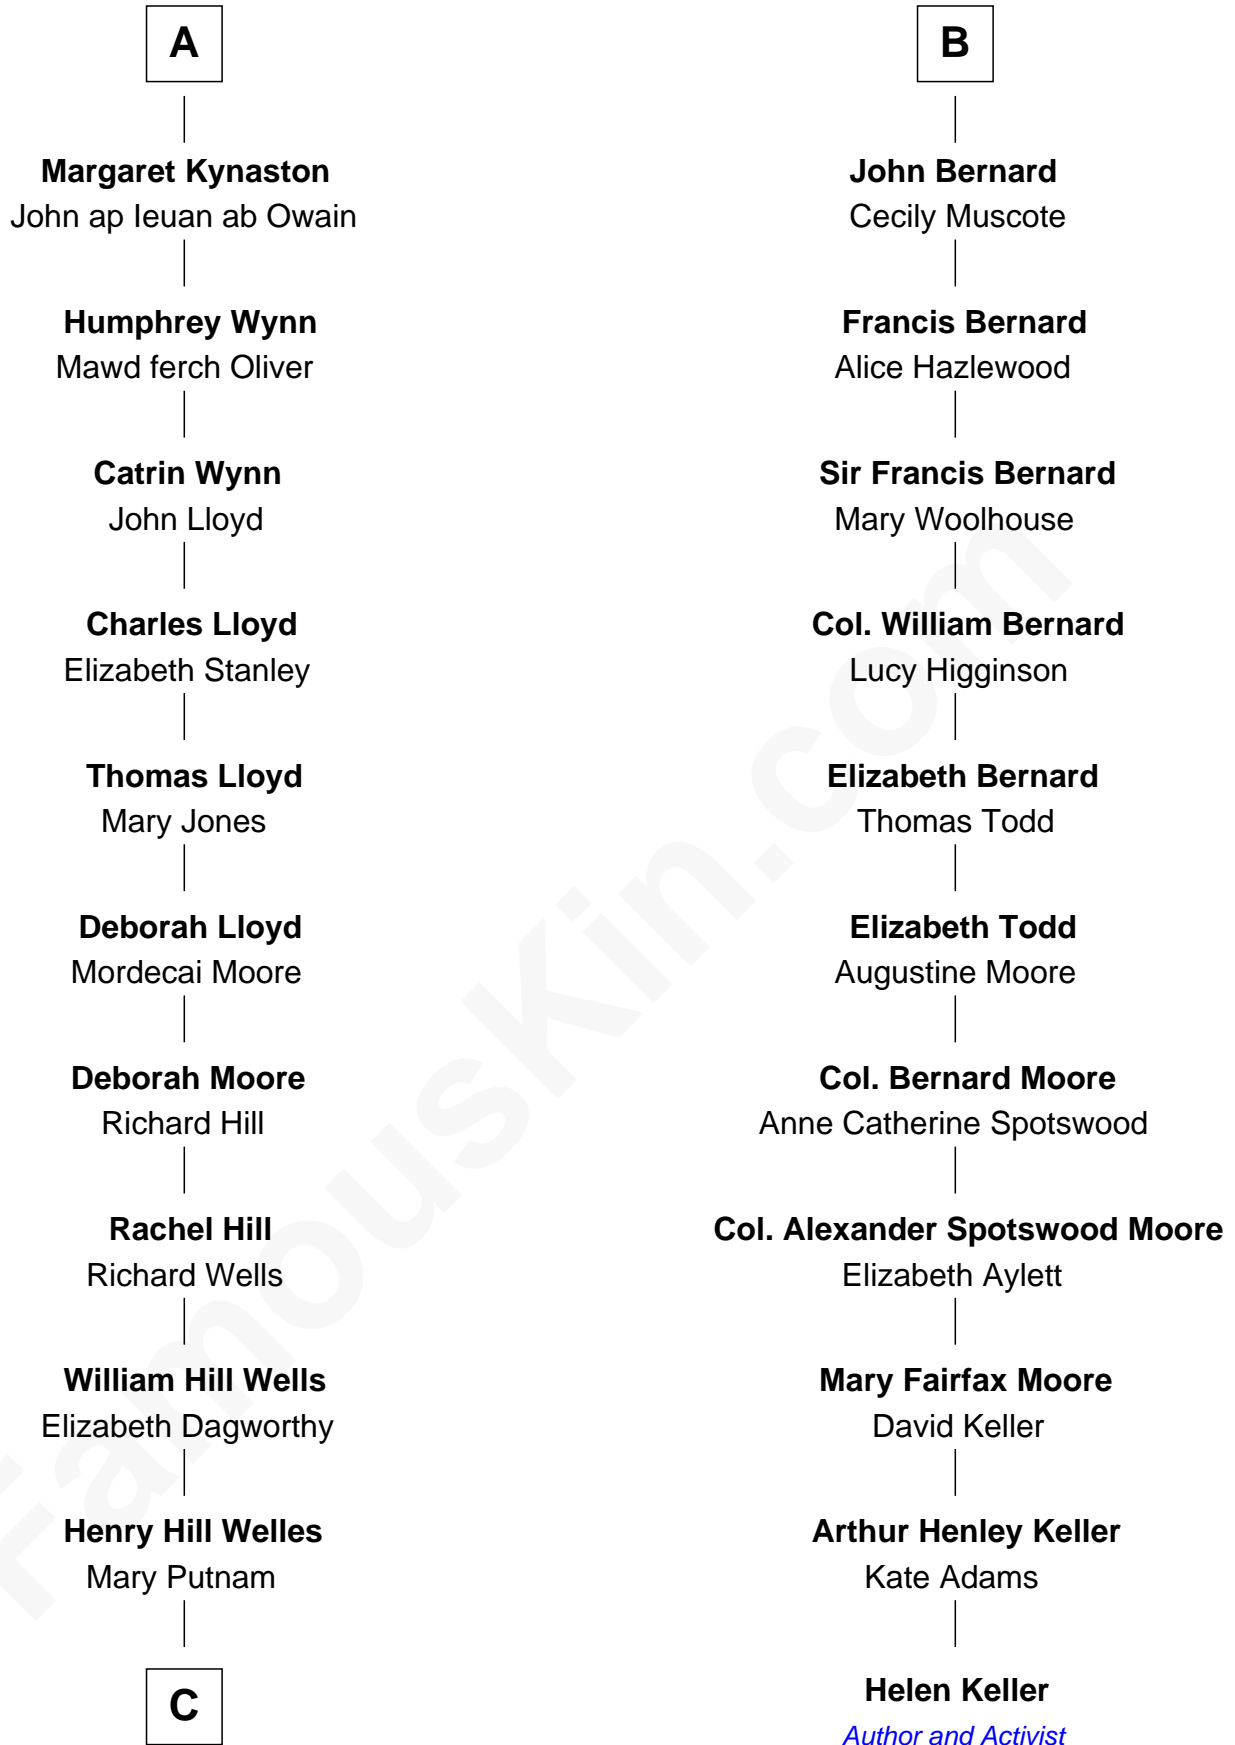 A
Margaret Kynaston
John ap Ieuan ab Owain
Humphrey Wynn
Mawd ferch Oliver
Catrin Wynn
John Lloyd
Charles Lloyd
Elizabeth Stanley
Thomas Lloyd
Mary Jones
Deborah Lloyd
Mordecai Moore
Deborah Moore
Richard Hill
Rachel Hill
Richard Wells
William Hill Wells
Elizabeth Dagworthy
Henry Hill Welles
Mary Putnam
C
B
John Bernard
Cecily Muscote
Francis Bernard
Alice Hazlewood
Sir Francis Bernard
Mary Woolhouse
Col. William Bernard
Lucy Higginson
Elizabeth Bernard
Thomas Todd
Elizabeth Todd
Augustine Moore
Col. Bernard Moore
Anne Catherine Spotswood
Col. Alexander Spotswood Moore
Elizabeth Aylett
Mary Fairfax Moore
David Keller
Arthur Henley Keller
Kate Adams
Helen Keller
Author and Activist
FamousKin.com